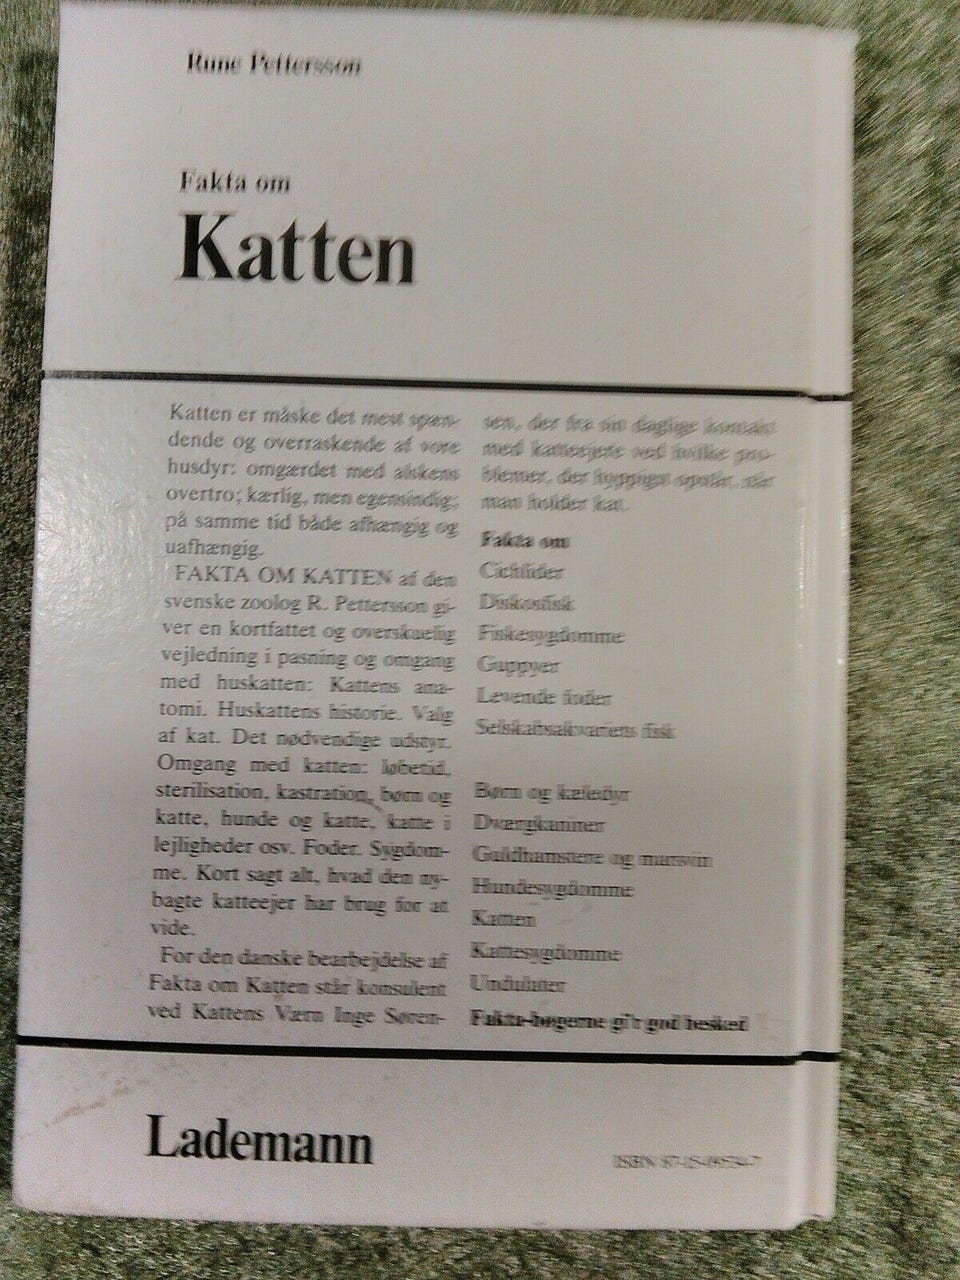 Rune Pettersson
Fakta om
Katten
Katten er måske det mest spæn-
dende og overraskende af vore
husdyr: omgærdet med alskens
overtro; kærlig, men egensindig;
på samme tid både afhængig og
uafhængig.
FAKTA OM KATTEN af den
svenske zoolog R. Pettersson gi-
ver en kortfattet og overskuelig
vejledning i pasning og omgang
med huskatten: Kattens ana-
tomi. Huskattens historie. Valg
af kat. Det nødvendige udstyr.
Omgang med katten: løbetid,
sterilisation, kastration, børn og
katte, hunde og katte, katte i
lejligheder osv. Foder. Sygdom-
me. Kort sagt alt, hvad den ny-
bagte katteejer har brug for at
vide.
For den danske bearbejdelse af
Fakta om Katten står konsulent
ved Kattens Værn Inge Søren-
sen, der fra sin daglige kontakt
med katteejere ved hvilke pro-
blemer, der hyppigst opstår, når
man holder kat.
Fakta om
Cichlider
Diskosfisk
Fiskesygdomme
Guppyer
Levende foder
Selskabsakvariets fisk
Børn og kæledyr
Dværgkaniner
Guldhamstere og marsvin
Hundesygdomme
Katten
Kattesygdomme
Undulater
Fakta-bøgerne gi'r god besked
Lademann
ISBN